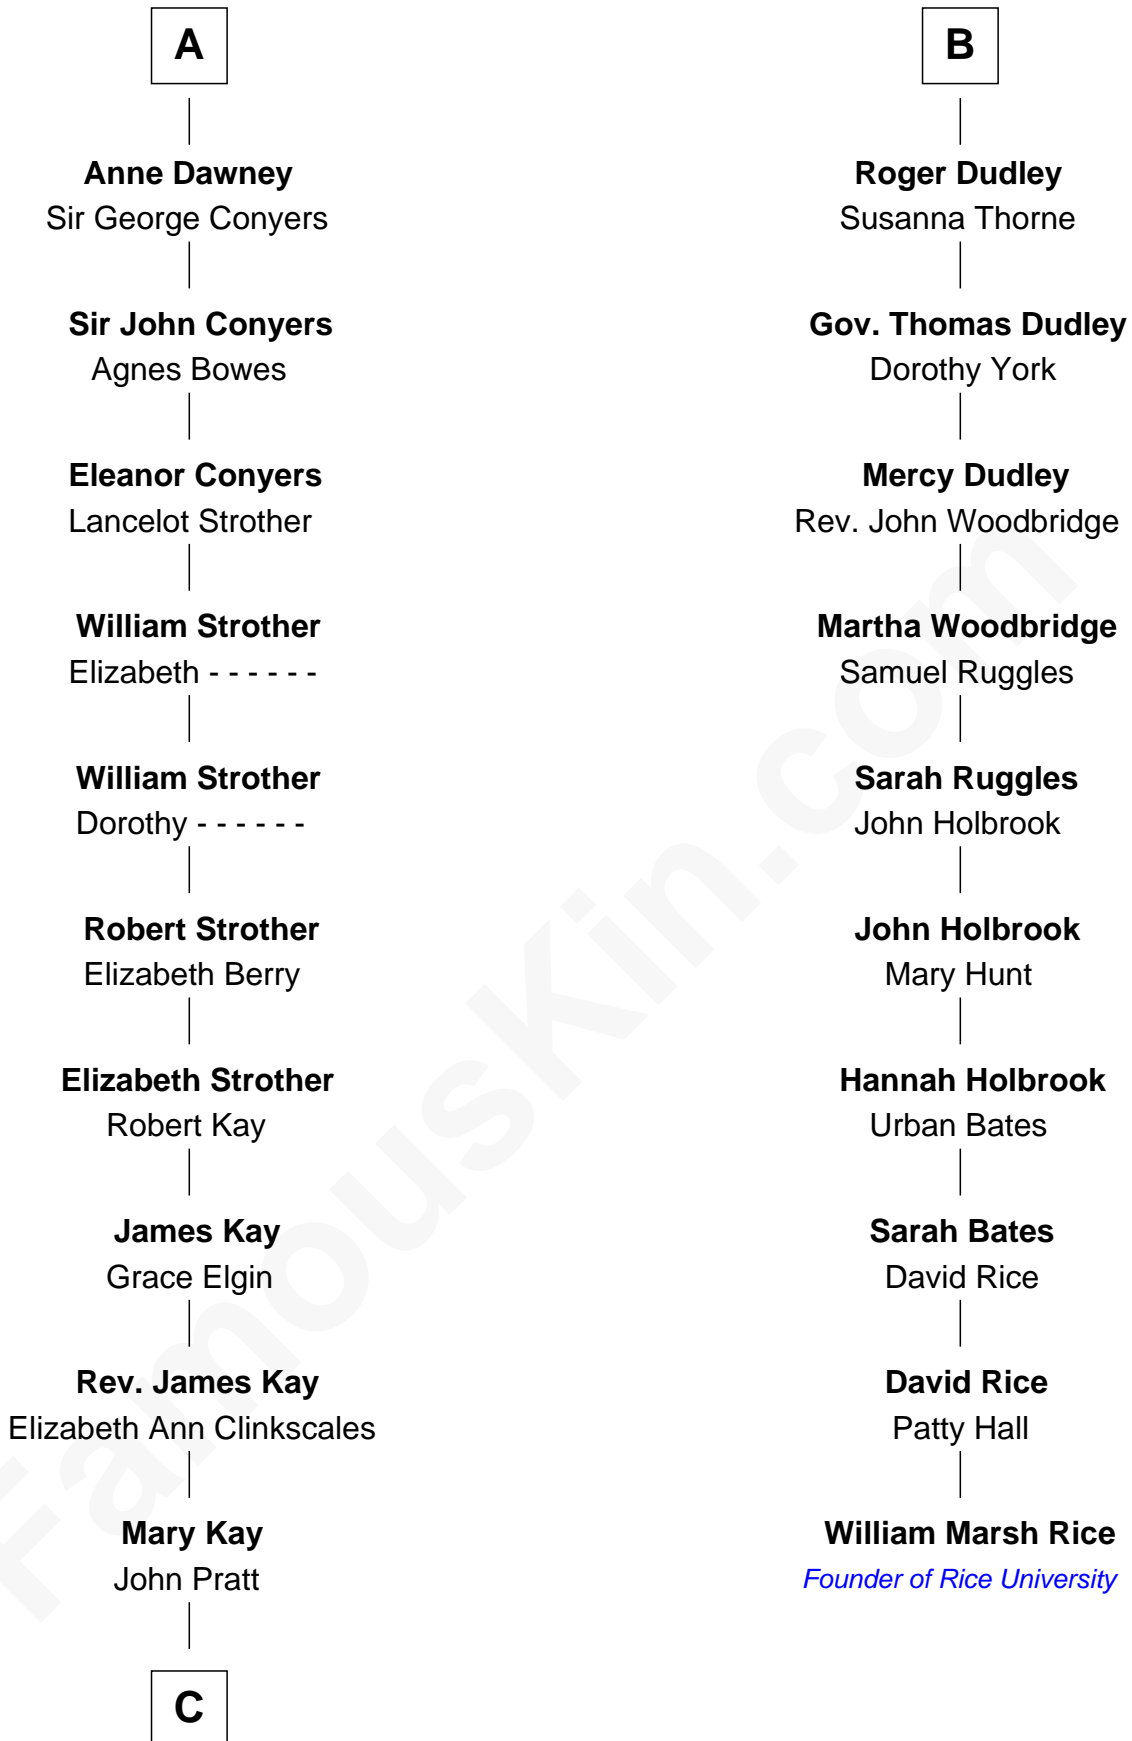 A
Anne Dawney
Sir George Conyers
Sir John Conyers
Agnes Bowes
Eleanor Conyers
Lancelot Strother
William Strother
Elizabeth - - - - - -
William Strother
Dorothy - - - - - -
Robert Strother
Elizabeth Berry
Elizabeth Strother
Robert Kay
James Kay
Grace Elgin
Rev. James Kay
Elizabeth Ann Clinkscales
Mary Kay
John Pratt
C
B
Roger Dudley
Susanna Thorne
Gov. Thomas Dudley
Dorothy York
Mercy Dudley
Rev. John Woodbridge
Martha Woodbridge
Samuel Ruggles
Sarah Ruggles
John Holbrook
John Holbrook
Mary Hunt
Hannah Holbrook
Urban Bates
Sarah Bates
David Rice
David Rice
Patty Hall
William Marsh Rice
Founder of Rice University
FamousKin.com